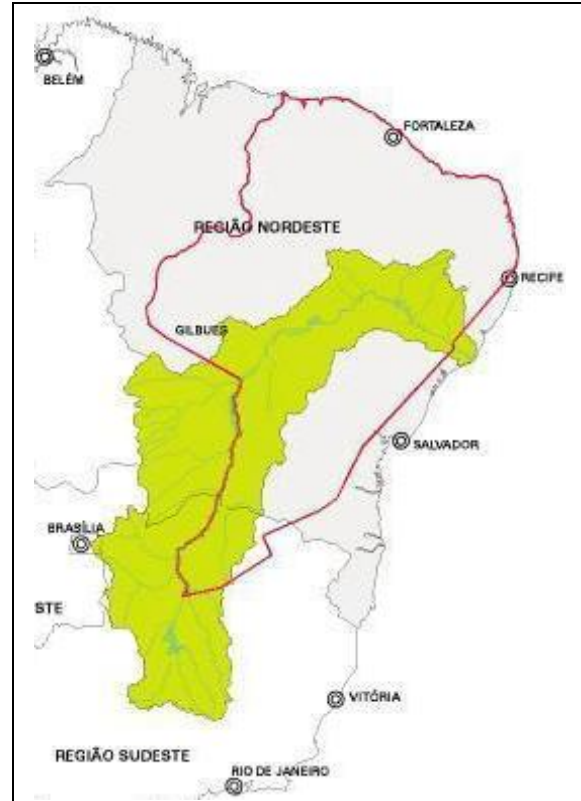 BELÉM
FORTALEZA
REGIÃO NORDESTE
RECIFE
GILBUES
SALVADOR
BRASÍLIA
STE
VITÓRIA
REGIÃO SUDESTE
RIO DE JANEIRO